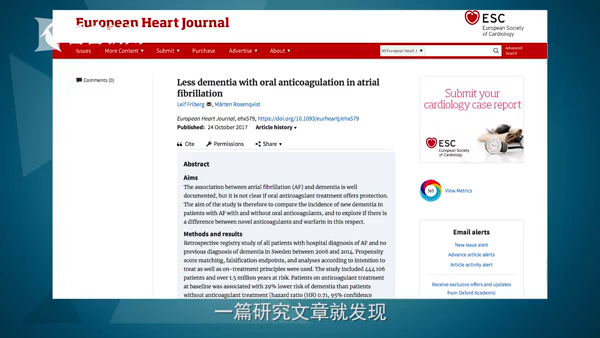 European Heart Journal
ESC
European Society
of Cardiology
Issues More Content Submit Purchase Advertise About
All European Heart J
Advanced
Search
Comments (0)
Less dementia with oral anticoagulation in atrial
fibrillation
Leif Friberg, Mårten Rosenqvist
European Heart Journal, ehx579, https://doi.org/10.1093/eurheartj/ehx579
Published: 24 October 2017 Article history
Cite Permissions Share
Abstract
Aims
The association between atrial fibrillation (AF) and dementia is well
documented, but it is not clear if oral anticoagulant treatment offers protection.
The aim of the study is therefore to compare the incidence of new dementia in
patients with AF with and without oral anticoagulants, and to explore if there is
a difference between novel anticoagulants and warfarin in this respect.
Methods and results
Retrospective registry study of all patients with hospital diagnosis of AF and no
previous diagnosis of dementia in Sweden between 2006 and 2014. Propensity
score matching, falsification endpoints, and analyses according to intention to
treat as well as on-treatment principles were used. The study included 444 106
patients and over 1.5 million years at risk. Patients on anticoagulant treatment
at baseline was associated with 29% lower risk of dementia than patients
without anticoagulant treatment [hazard ratio (HR) 0.71, 95% confidence
Submit your
cardiology case report
ESC
European Society
of Cardiology
365
View Metrics
Email alerts
New issue alert
Advance article alerts
Article activity alert
Receive exclusive offers and updates
from Oxford Academic
一篇研究文章就发现